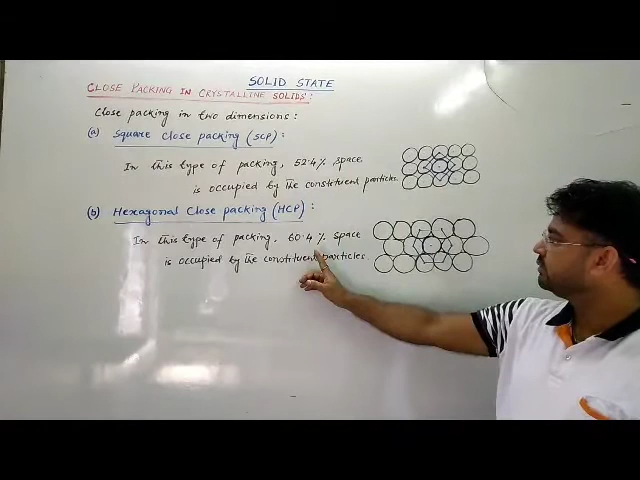 SOLID STATE
CLOSE PACKING IN CRYSTALLINE SOLIDS:
Close packing in two dimensions:
(a) Square close packing (SCP):
In this type of packing, 52.4% space
is occupied by the constituent particles.
(b) Hexagonal close packing (HCP):
In this type of packing, 60.4% space
is occupied by the constituent particles.